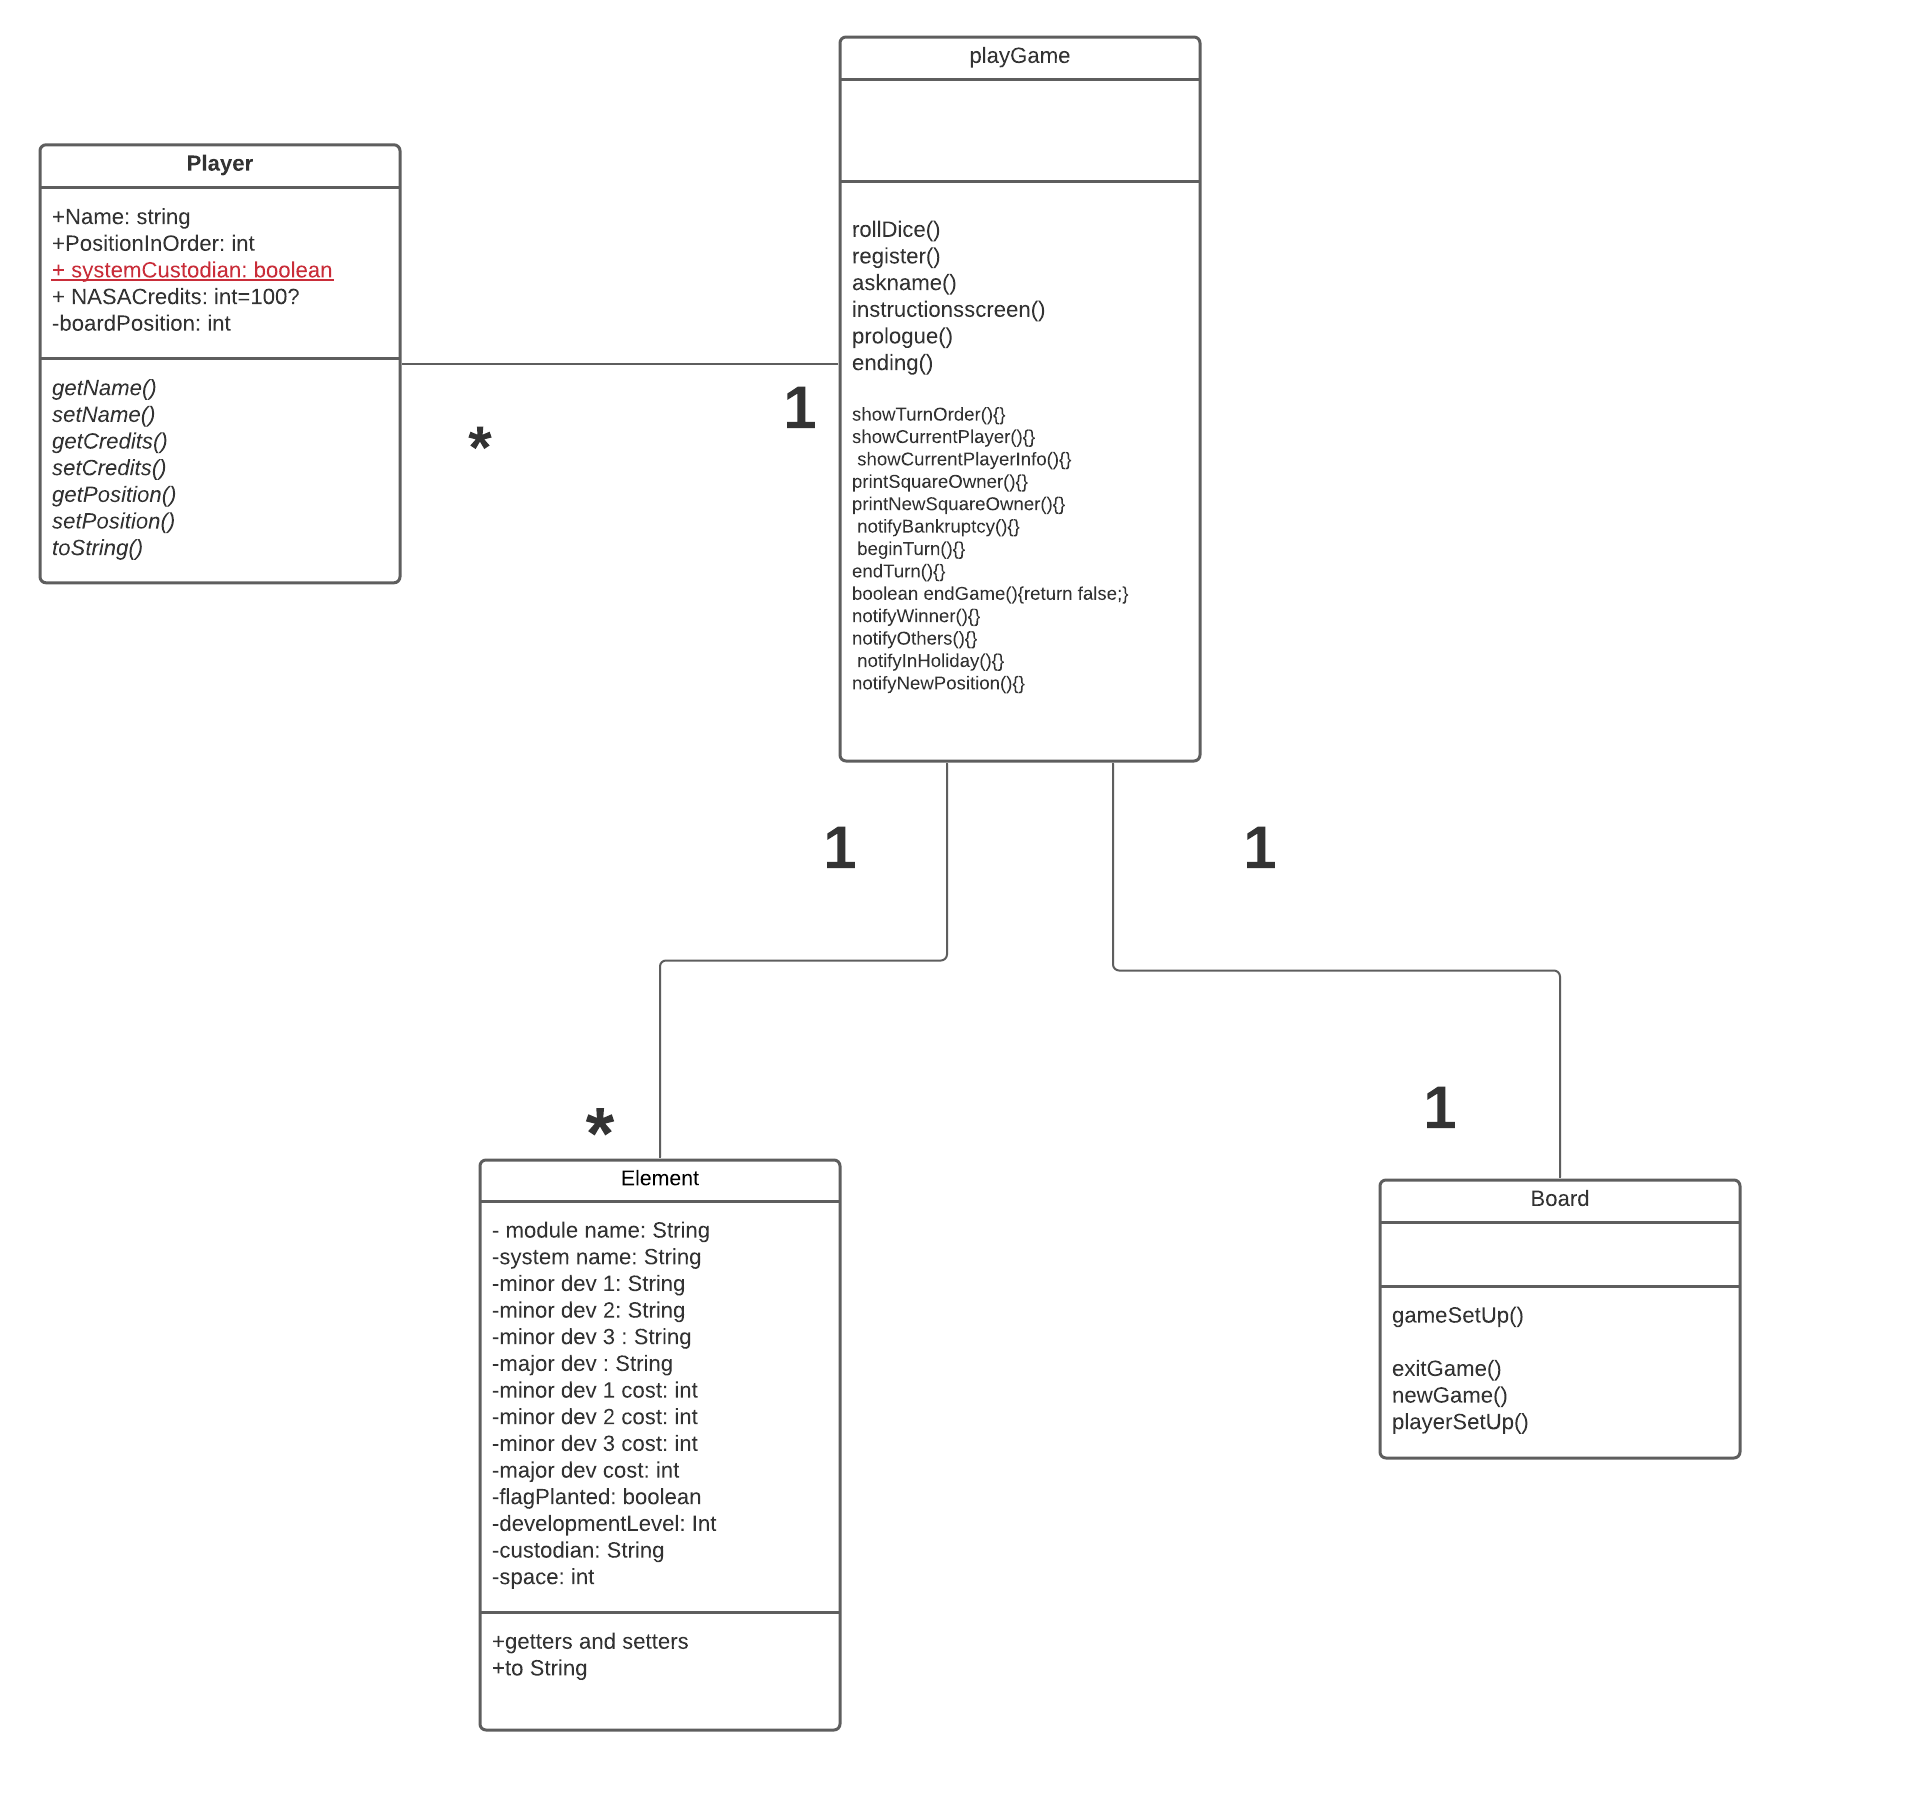 playGame
rollDice()
register()
askname()
instructionsscreen()
prologue()
ending()
showTurnOrder(){}
showCurrentPlayer(){}
showCurrentPlayerInfo(){}
printSquareOwner(){}
printNewSquareOwner(){}
notifyBankruptcy(){}
beginTurn(){}
endTurn(){}
boolean endGame(){return false;}
notifyWinner(){}
notifyOthers(){}
notifyInHoliday(){}
notifyNewPosition(){}
Player
+Name: string
+PositionInOrder: int
+ systemCustodian: boolean
+ NASACredits: int=100?
-boardPosition: int
getName()
setName()
getCredits()
setCredits()
getPosition()
setPosition()
toString()
*
1
1
1
*
1
Element
- module name: String
-system name: String
-minor dev 1: String
-minor dev 2: String
-minor dev 3 : String
-major dev : String
-minor dev 1 cost: int
-minor dev 2 cost: int
-minor dev 3 cost: int
-major dev cost: int
-flagPlanted: boolean
-developmentLevel: Int
-custodian: String
-space: int
+getters and setters
+to String
Board
gameSetUp()
exitGame()
newGame()
playerSetUp()